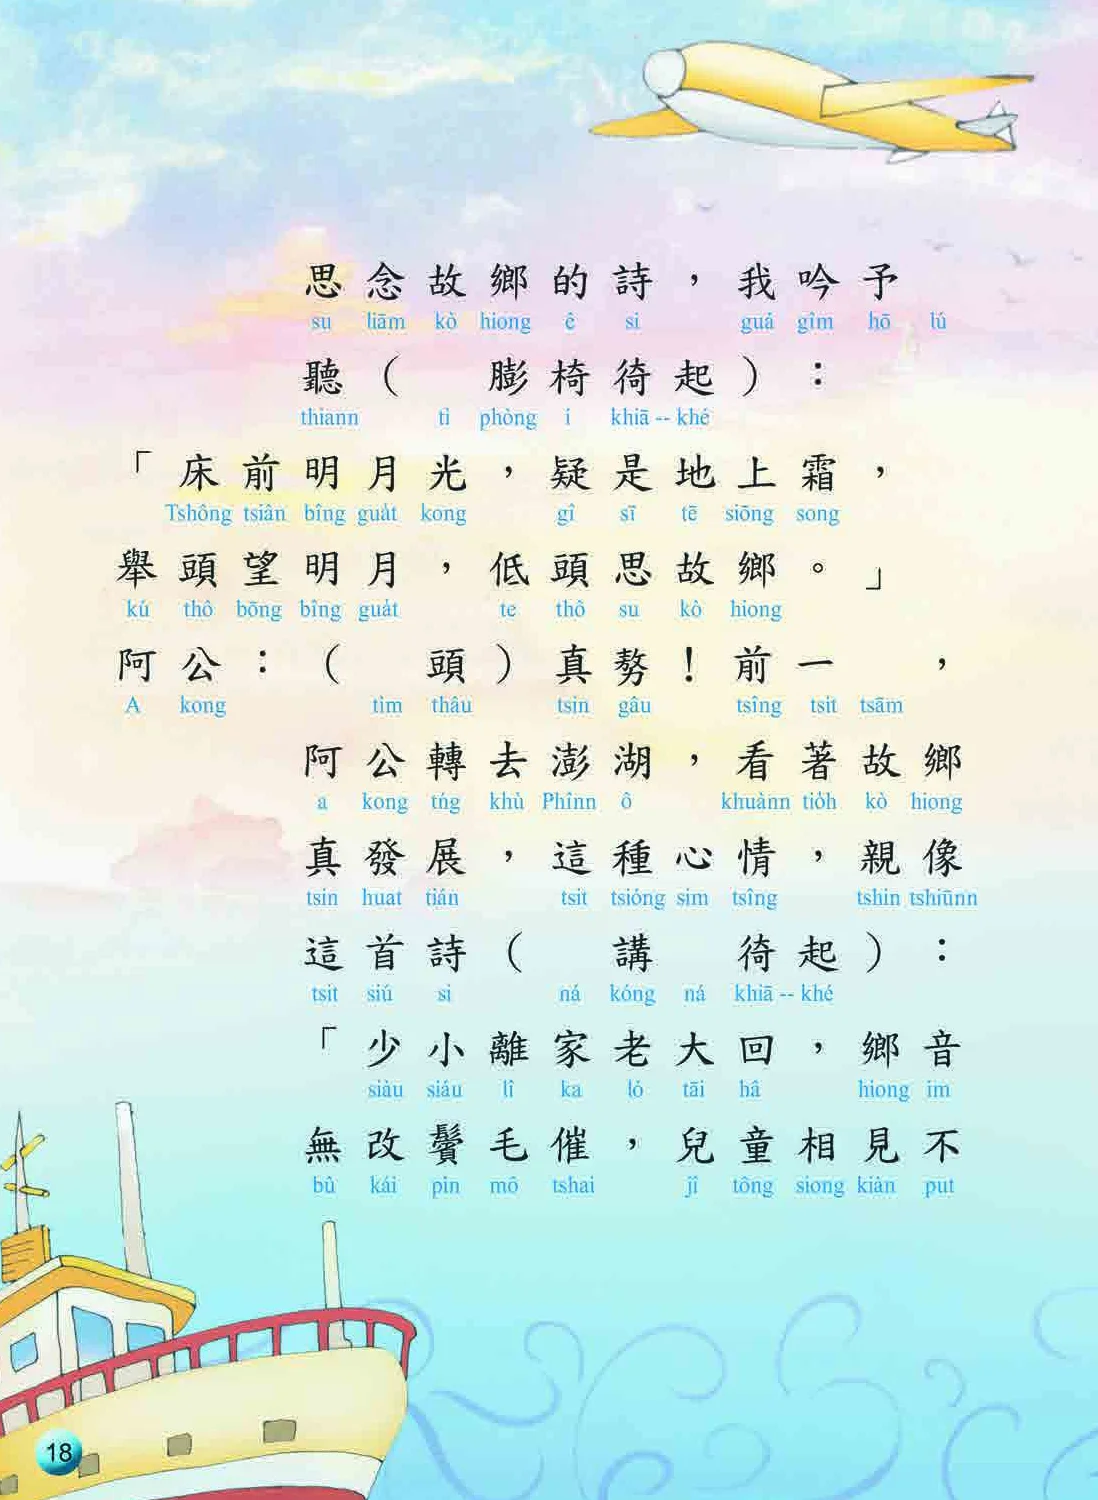 思念故鄉的詩，我吟予
su liām kò hiong ê si guá gîm hō lú
聽（ 膨椅徛起）：
thiann tì phòng í khiā -- khé
「床前明月光，疑是地上霜，
Tshông tsiân bîng gua̍t kong gî sī tē siōng song
舉頭望明月，低頭思故鄉。」
kú thô bōng bîng gua̍t te thô su kò hiong
阿公：（ 頭）真勢！前一 ，
A kong tìm thâu tsin gâu tsîng tsi̍t tsām
阿公轉去澎湖，看著故鄉
a kong tńg khù Phînn ô khuànn tio̍h kò hiong
真發展，這種心情，親像
tsin huat tián tsit tsióng sim tsîng tshin tshiūnn
這首詩（ 講 徛起）：
tsit siú si ná kóng ná khiā -- khé
「少小離家老大回，鄉音
siàu siáu lî ka ló tāi hâ hiong im
無改鬢毛催，兒童相見不
bû kái pìn mô tshai jî tông siong kiàn put
18